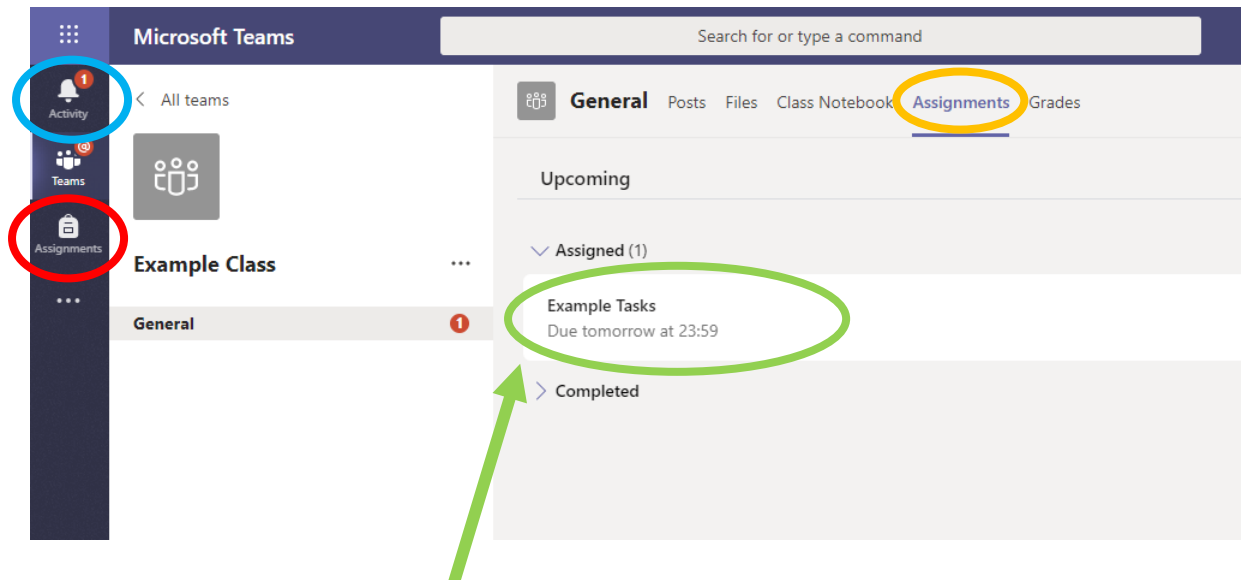 Microsoft Teams
Search for or type a command
1
Activity
@
Teams
Assignments
All teams
Example Class
General
1
General Posts Files Class Notebook Assignments Grades
Upcoming
Assigned (1)
Example Tasks
Due tomorrow at 23:59
Completed